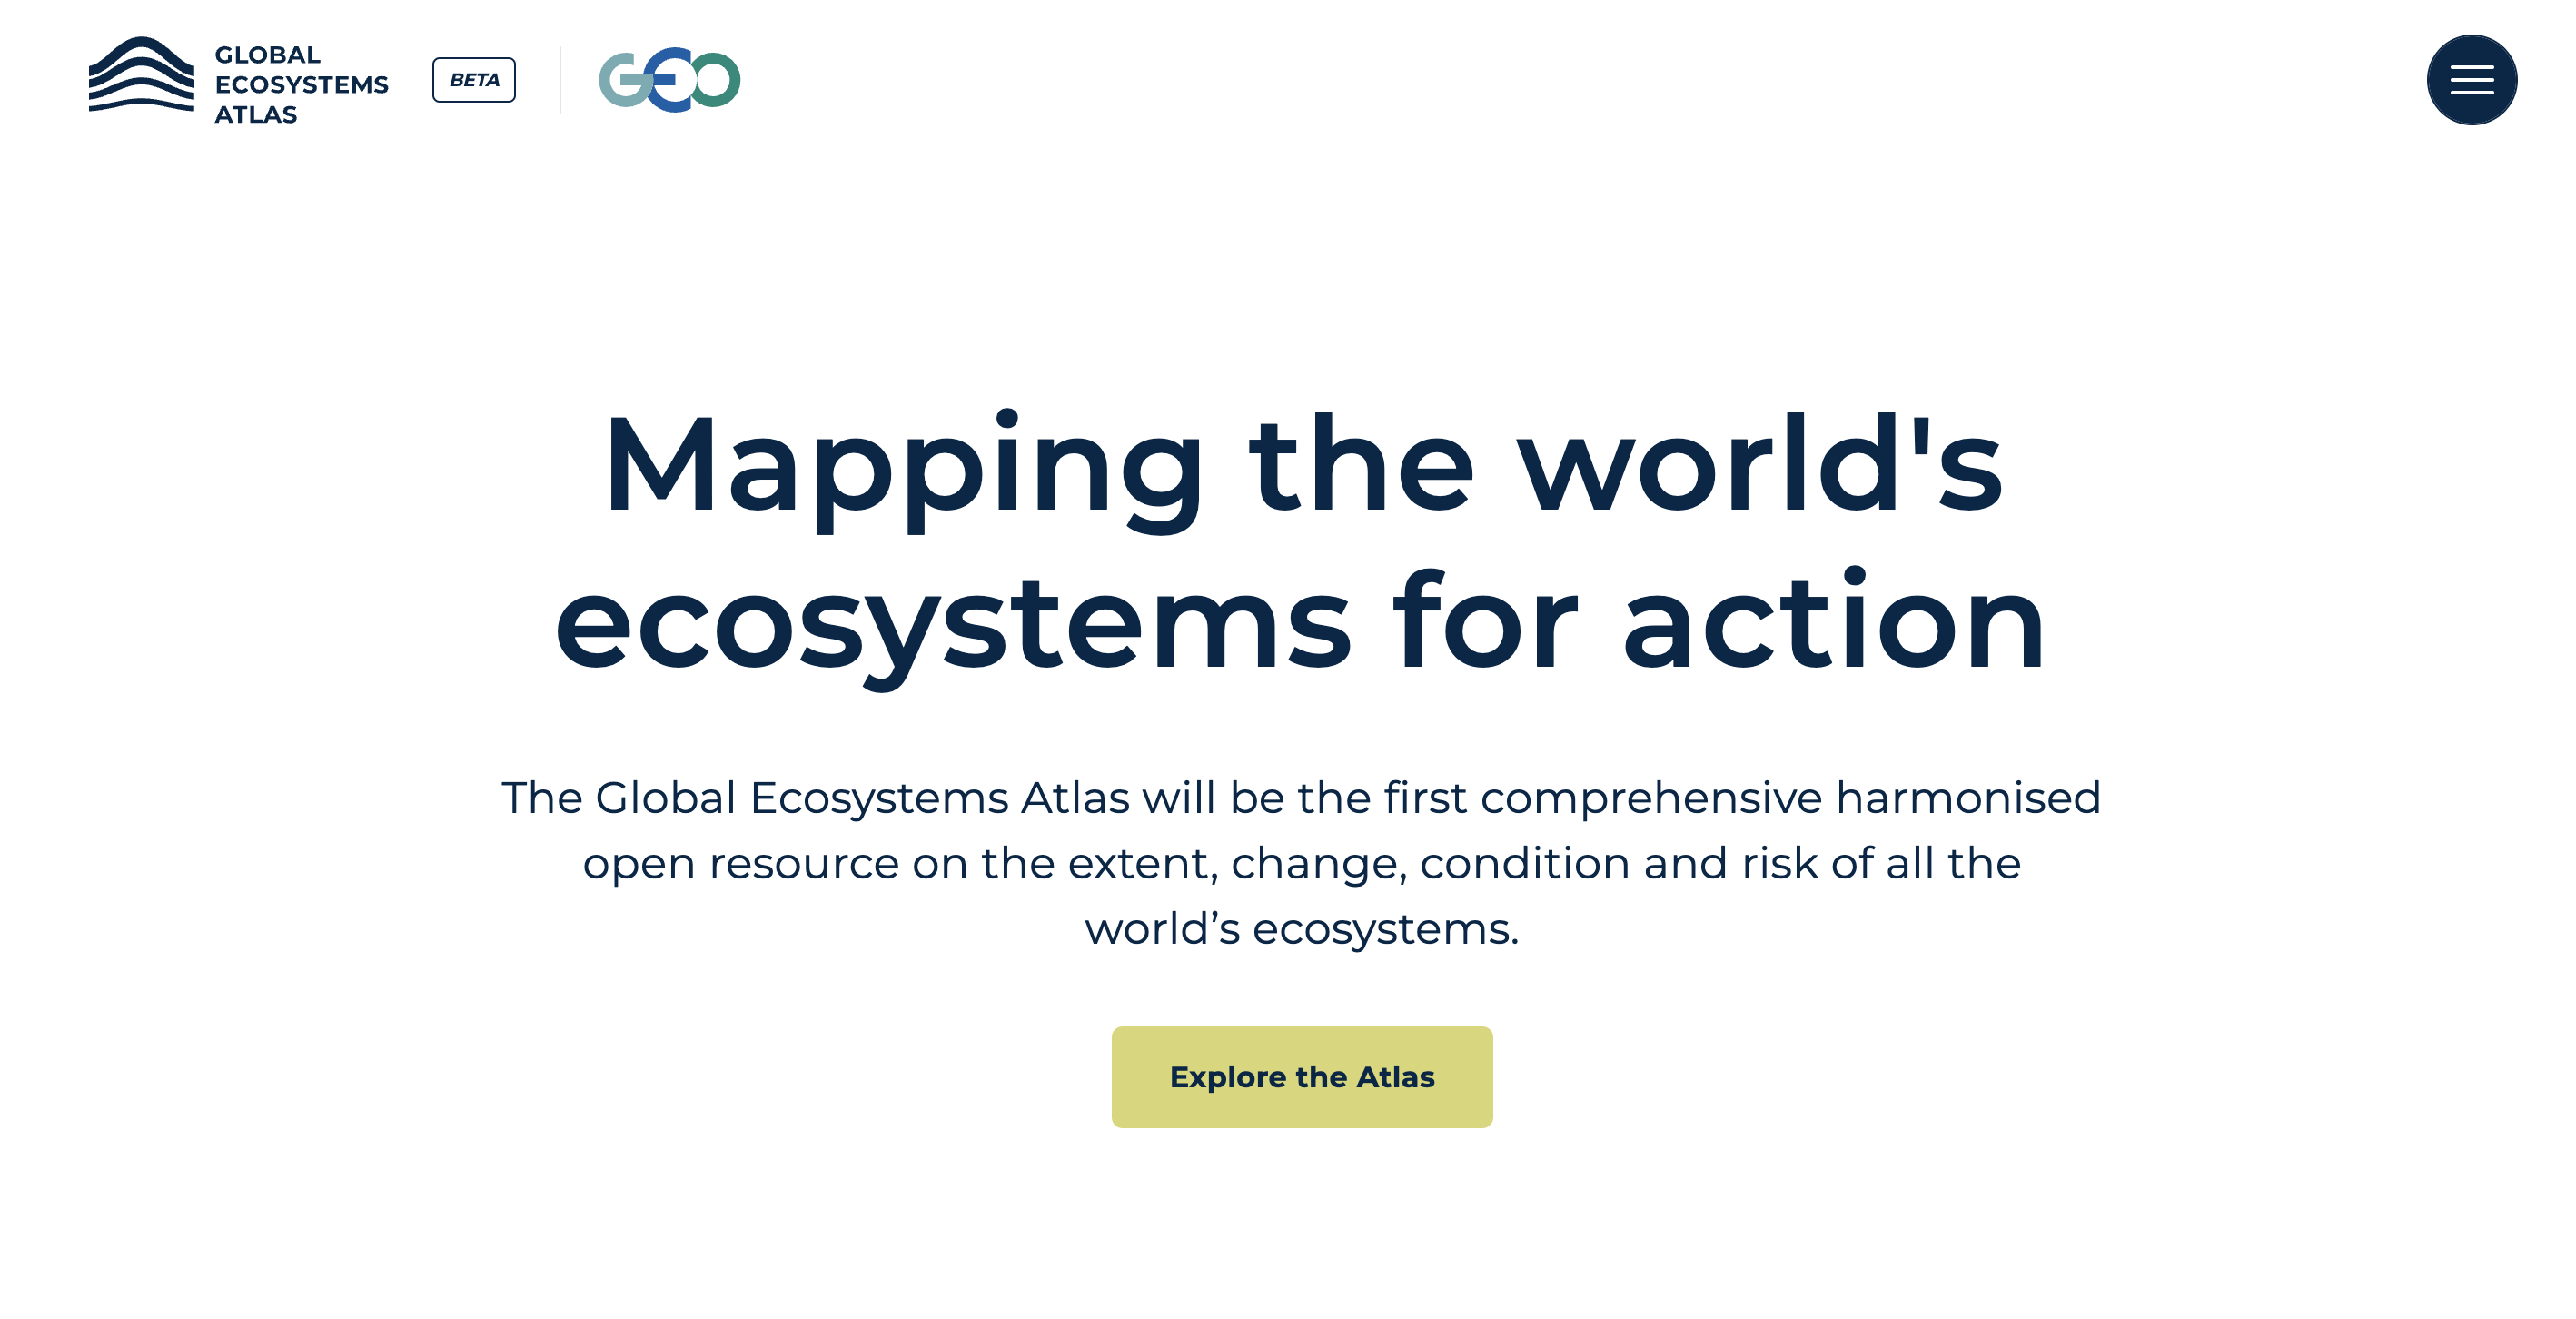 GLOBAL
ECOSYSTEMS
ATLAS
BETA
GEO
Mapping the world's
ecosystems for action
The Global Ecosystems Atlas will be the first comprehensive harmonised
open resource on the extent, change, condition and risk of all the
world’s ecosystems.
Explore the Atlas